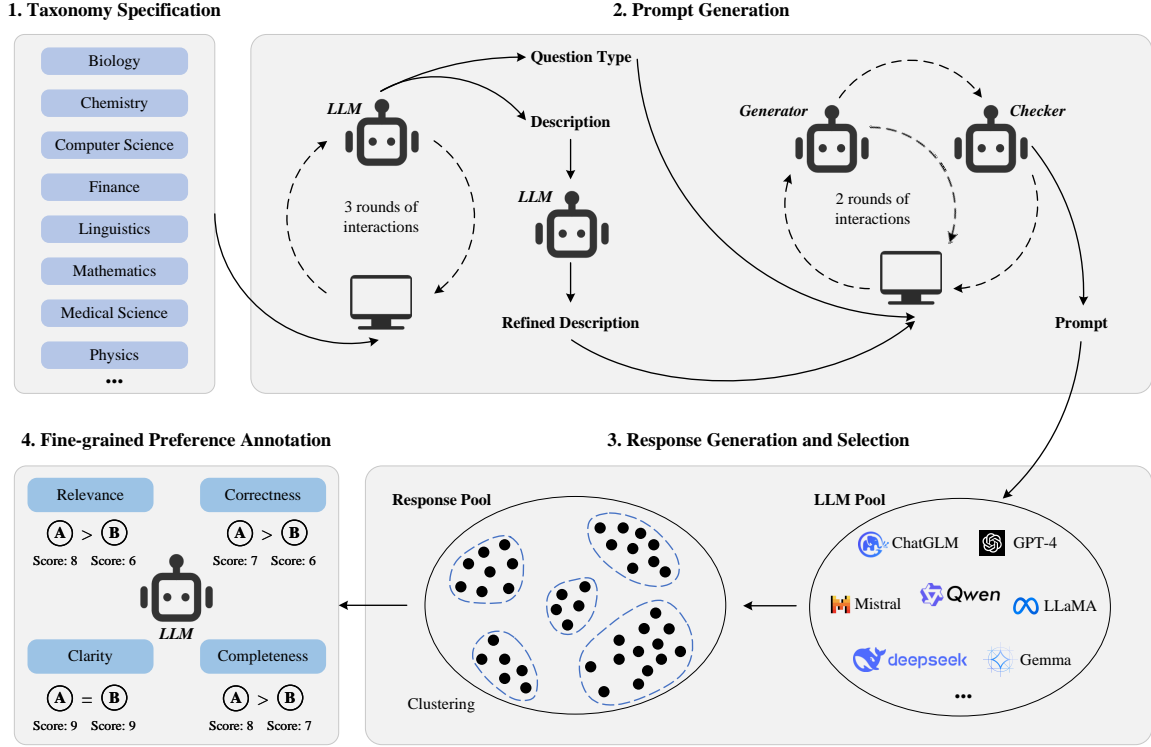 1. Taxonomy Specification
2. Prompt Generation
Biology
Chemistry
Computer Science
Finance
Linguistics
Mathematics
Medical Science
Physics
...
LLM
3 rounds of
interactions
Question Type
Description
LLM
Refined Description
Generator
Checker
2 rounds of
interactions
Prompt
4. Fine-grained Preference Annotation
Relevance
A > B
Score: 8 Score: 6
Correctness
A > B
Score: 7 Score: 6
LLM
Clarity
A = B
Score: 9 Score: 9
Completeness
A > B
Score: 8 Score: 7
3. Response Generation and Selection
Response Pool
Clustering
LLM Pool
ChatGLM
GPT-4
Mistral
Qwen
LLaMA
deepseek
Gemma
...